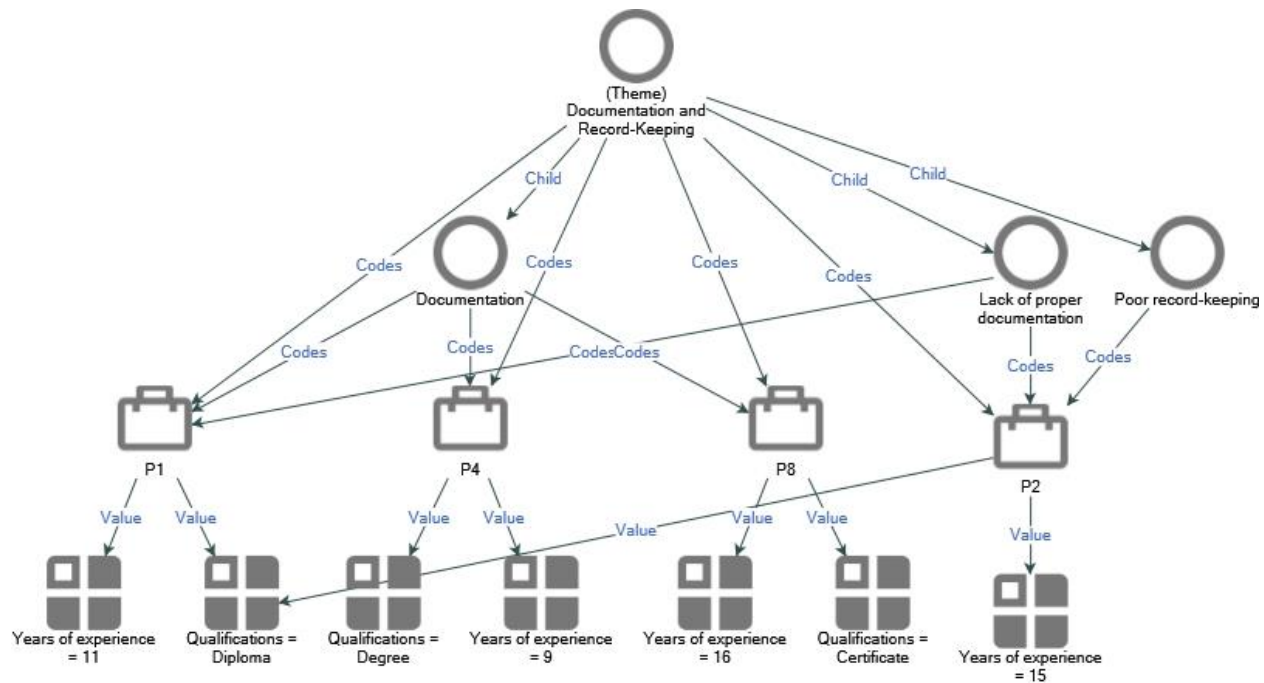 (Theme)
Documentation and
Record-Keeping
Child
Child
Child
Codes
Codes
Codes
Codes
Documentation
Lack of proper
documentation
Poor record-keeping
Codes
Codes
Codes
Codes
Codes
Codes
P1
P4
P8
P2
Value
Value
Value
Value
Value
Value
Value
Value
Years of experience
= 11
Qualifications =
Diploma
Qualifications =
Degree
Years of experience
= 9
Years of experience
= 16
Qualifications =
Certificate
Years of experience
= 15